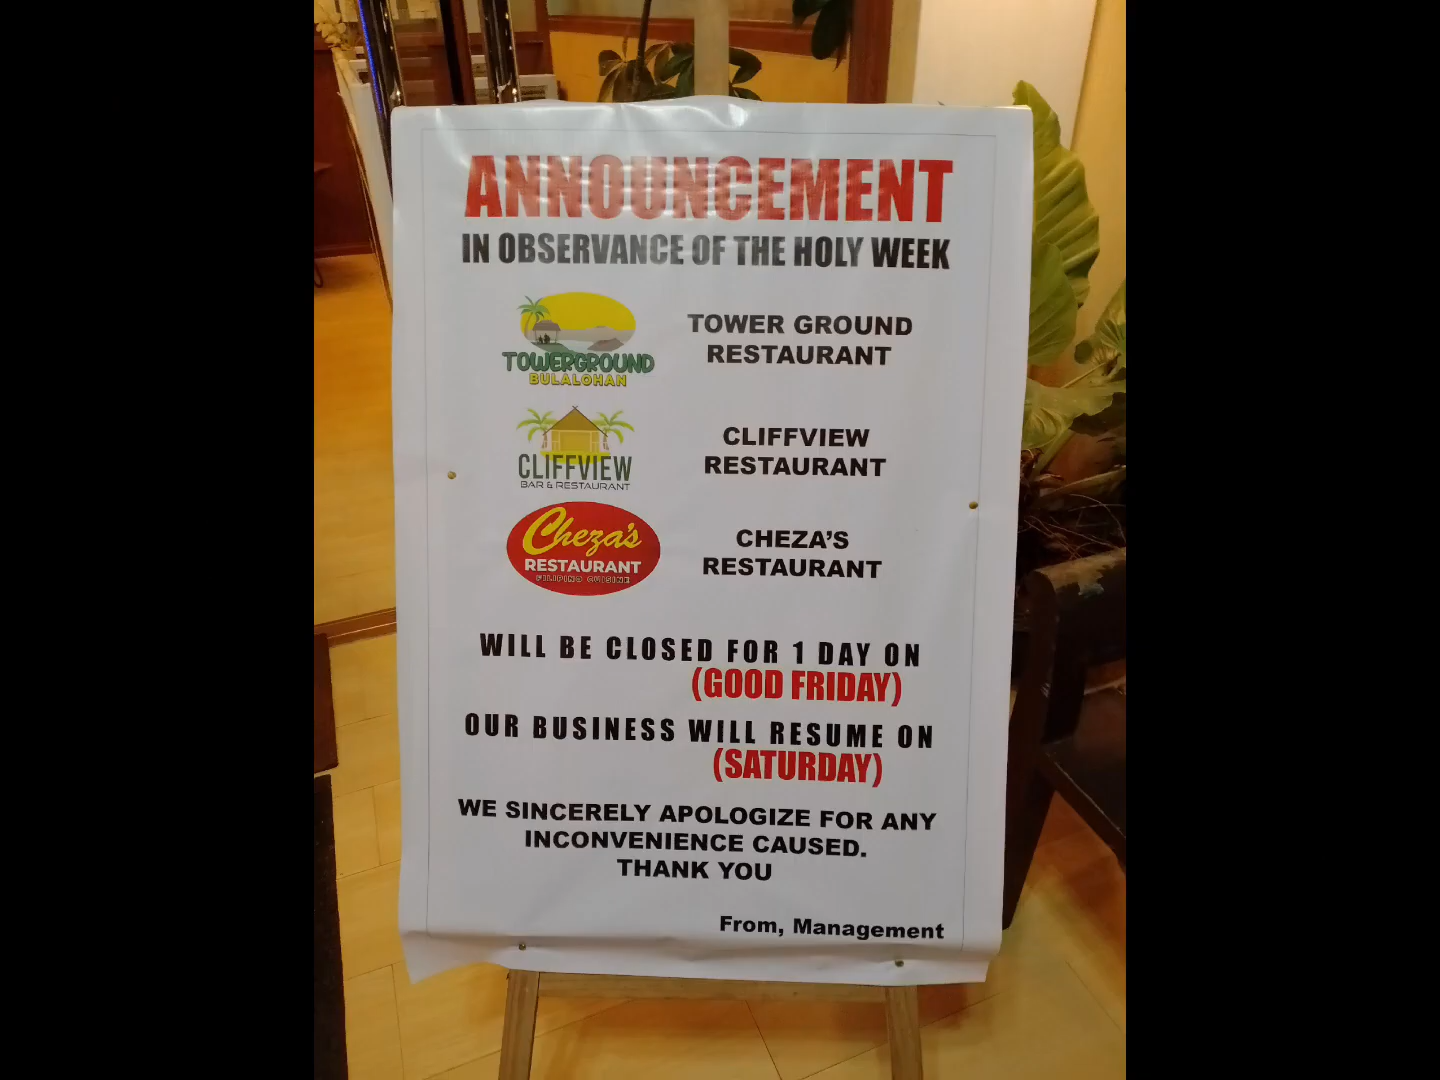 ANNOUNCEMENT
IN OBSERVANCE OF THE HOLY WEEK
TOWERGROUND
BULALOHAN
TOWER GROUND
RESTAURANT
CLIFFVIEW
BAR & RESTAURANT
CLIFFVIEW
RESTAURANT
Cheza's
RESTAURANT
FILIPINO CUISINE
CHEZA'S
RESTAURANT
WILL BE CLOSED FOR 1 DAY ON
(GOOD FRIDAY)
OUR BUSINESS WILL RESUME ON
(SATURDAY)
WE SINCERELY APOLOGIZE FOR ANY
INCONVENIENCE CAUSED.
THANK YOU
From, Management